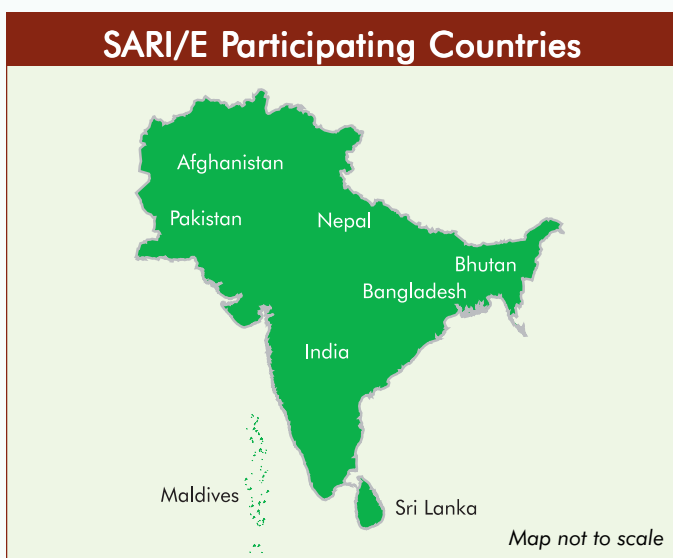 SARI/E Participating Countries
Afghanistan
Pakistan
Nepal
Bhutan
Bangladesh
India
Maldives
Sri Lanka
Map not to scale